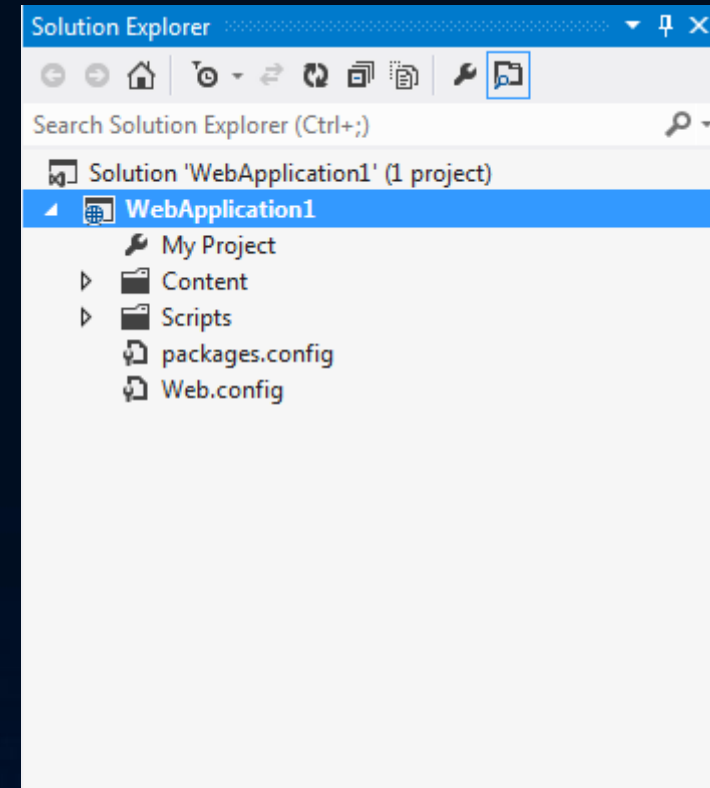 Solution Explorer
Search Solution Explorer (Ctrl+;)
Solution 'WebApplication1' (1 project)
WebApplication1
My Project
Content
Scripts
packages.config
Web.config